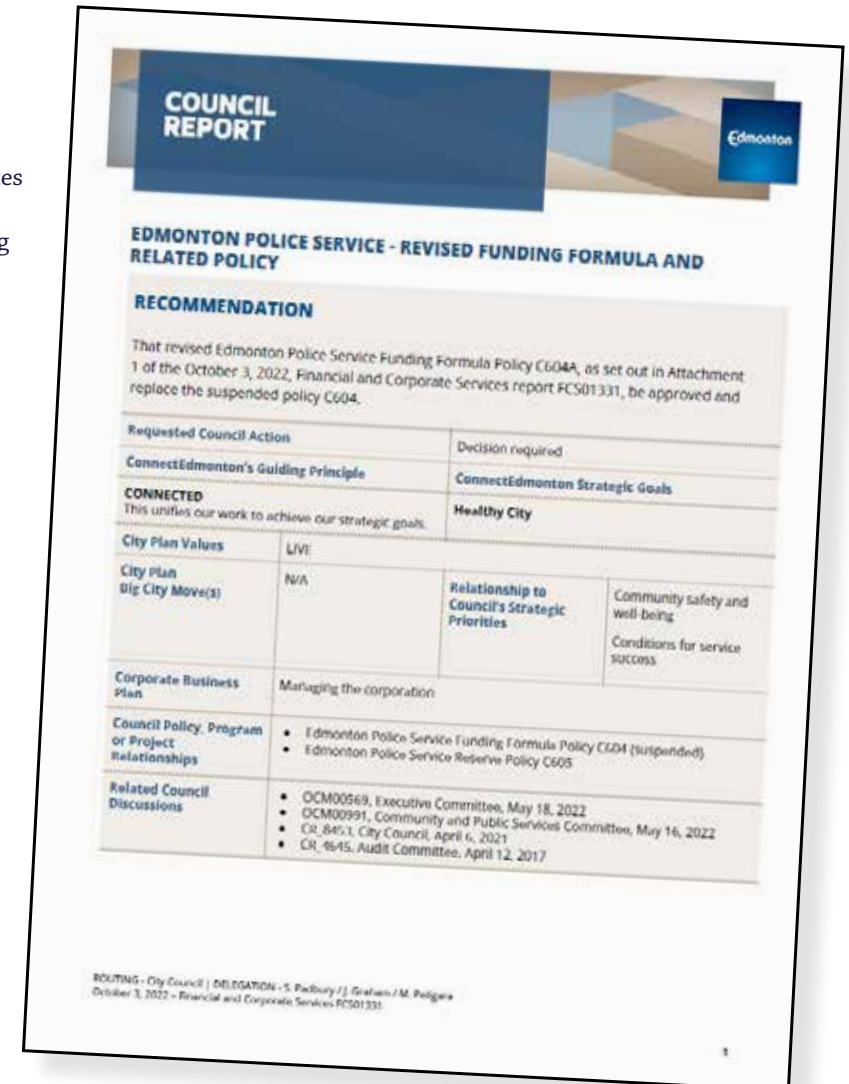 es
g
COUNCIL
REPORT
Edmonton
EDMONTON POLICE SERVICE - REVISED FUNDING FORMULA AND
RELATED POLICY
RECOMMENDATION
That revised Edmonton Police Service Funding Formula Policy C604A, as set out in Attachment
1 of the October 3, 2022, Financial and Corporate Services report FCS01331, be approved and
replace the suspended policy C604.
Requested Council Action
Decision required
ConnectEdmonton's Guiding Principle
ConnectEdmonton Strategic Goals
CONNECTED
This unifies our work to achieve our strategic goals.
Healthy City
City Plan Values
LIVE
City Plan
Big City Move(s)
N/A
Relationship to
Council's Strategic
Priorities
Community safety and
well-being
Conditions for service
success
Corporate Business
Plan
Managing the corporation
Council Policy, Program
or Project
Relationships
• Edmonton Police Service Funding Formula Policy C604 (suspended)
• Edmonton Police Service Reserve Policy C605
Related Council
Discussions
• OCM00569, Executive Committee, May 18, 2022
• OCM00991, Community and Public Services Committee, May 16, 2022
• CR_8453, City Council, April 6, 2021
• CR_4645, Audit Committee, April 12, 2017
ROUTING - City Council | DELEGATION - S. Padbury / J. Graham / M. Petigara
October 3, 2022 – Financial and Corporate Services FCS01331
1